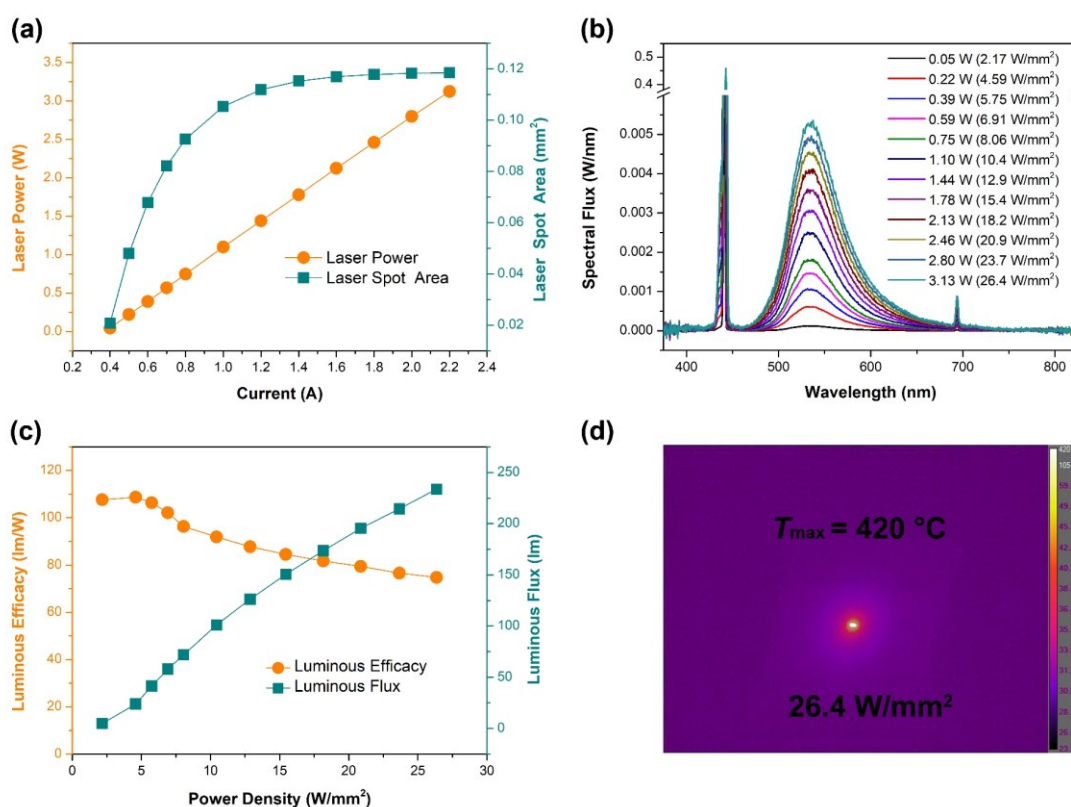 (a)
3.5
3.0
2.5
2.0
1.5
1.0
0.5
0.0
Laser Power (W)
0.12
0.10
0.08
0.06
0.04
0.02
Laser Spot Area (mm²)
Laser Power
Laser Spot Area
0.2 0.4 0.6 0.8 1.0 1.2 1.4 1.6 1.8 2.0 2.2 2.4
Current (A)
(b)
0.5
0.4
0.005
0.004
0.003
0.002
0.001
0.000
Spectral Flux (W/nm)
0.05 W (2.17 W/mm²)
0.22 W (4.59 W/mm²)
0.39 W (5.75 W/mm²)
0.59 W (6.91 W/mm²)
0.75 W (8.06 W/mm²)
1.10 W (10.4 W/mm²)
1.44 W (12.9 W/mm²)
1.78 W (15.4 W/mm²)
2.13 W (18.2 W/mm²)
2.46 W (20.9 W/mm²)
2.80 W (23.7 W/mm²)
3.13 W (26.4 W/mm²)
400 500 600 700 800
Wavelength (nm)
(c)
120
100
80
60
40
20
0
Luminous Efficacy (lm/W)
250
200
150
100
50
0
Luminous Flux (lm)
Luminous Efficacy
Luminous Flux
0 5 10 15 20 25 30
Power Density (W/mm²)
(d)
Tmax = 420 °C
26.4 W/mm²
420
105